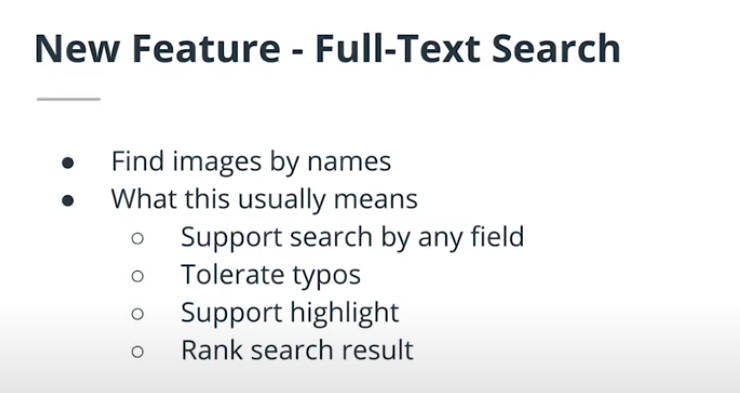 New Feature - Full-Text Search
● Find images by names
● What this usually means
○ Support search by any field
○ Tolerate typos
○ Support highlight
○ Rank search result